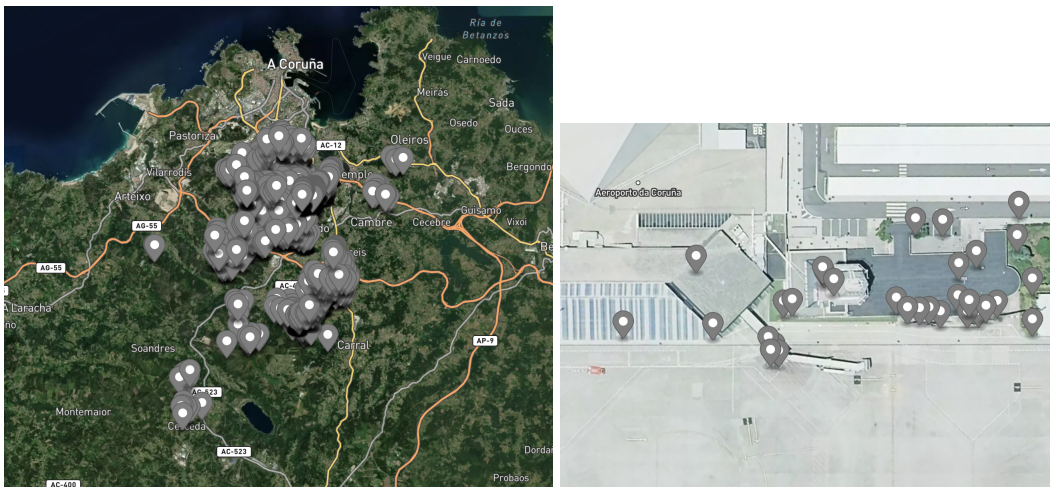 Ría de
Betanzos
Veigue
Carnoedo
A Coruña
Meirás
Sada
Osedo
Ouces
Pastoriza
Oleiros
AC-12
Vilarrodís
Bergondo
Arteixo
Cambre
Guísamo
Cecebre
Vixoi
AG-55
AG-55
A Laracha
AP-9
Soandres
Carral
AC-523
Montemaior
Cerceda
AC-523
Dordaño
AC-400
Probaos
Aeroporto da Coruña